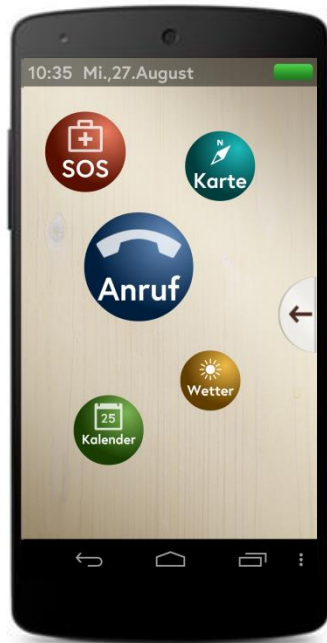 10:35 Mi.,27.August
SOS
N
Karte
Anruf
Wetter
25
Kalender